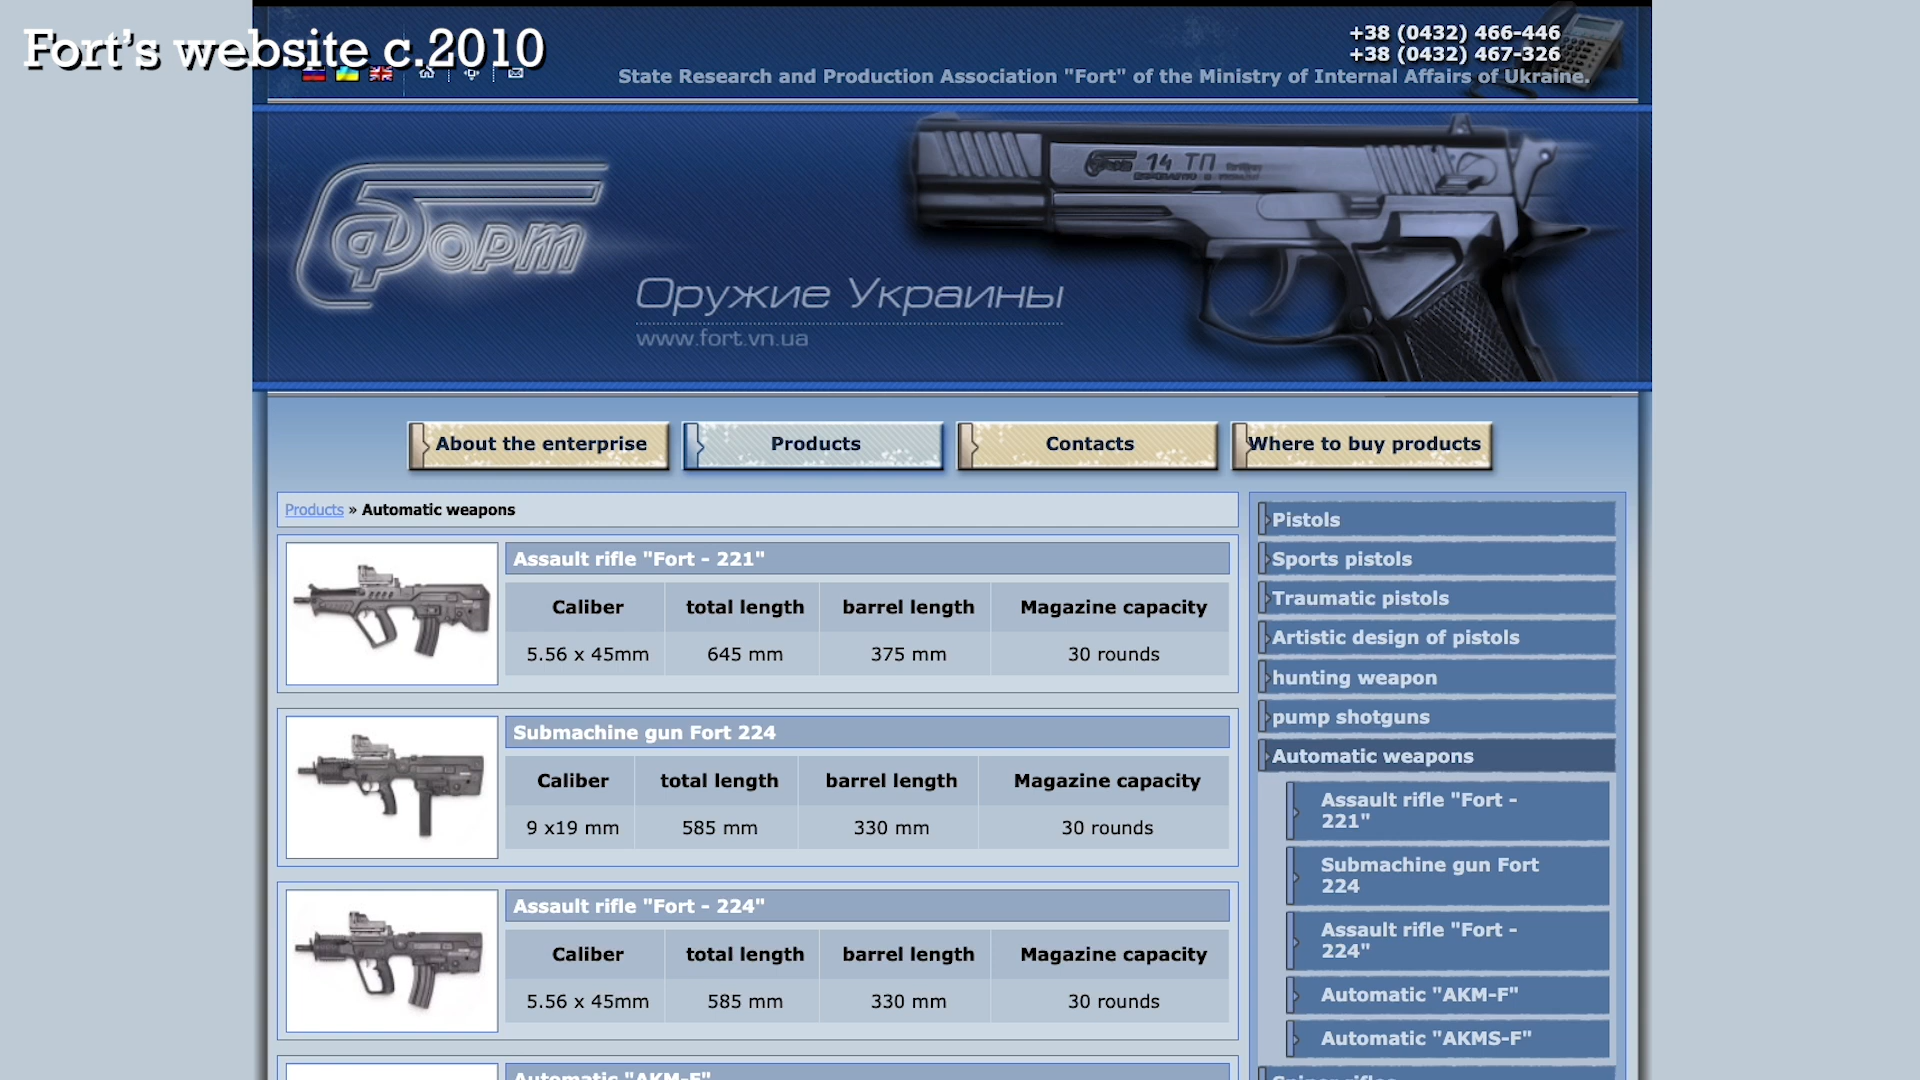 Fort's website c.2010
+38 (0432) 466-446
+38 (0432) 467-326
State Research and Production Association "Fort" of the Ministry of Internal Affairs of Ukraine.
Форт
14 ТП
Оружие Украины
www.fort.vn.ua
About the enterprise
Products
Contacts
Where to buy products
Products » Automatic weapons
Assault rifle "Fort - 221"
Caliber total length barrel length Magazine capacity
5.56 x 45mm 645 mm 375 mm 30 rounds
Submachine gun Fort 224
Caliber total length barrel length Magazine capacity
9 x19 mm 585 mm 330 mm 30 rounds
Assault rifle "Fort - 224"
Caliber total length barrel length Magazine capacity
5.56 x 45mm 585 mm 330 mm 30 rounds
Automatic "AKM-F"
Pistols
Sports pistols
Traumatic pistols
Artistic design of pistols
hunting weapon
pump shotguns
Automatic weapons
Assault rifle "Fort -
221"
Submachine gun Fort
224
Assault rifle "Fort -
224"
Automatic "AKM-F"
Automatic "AKMS-F"
Sniper rifles